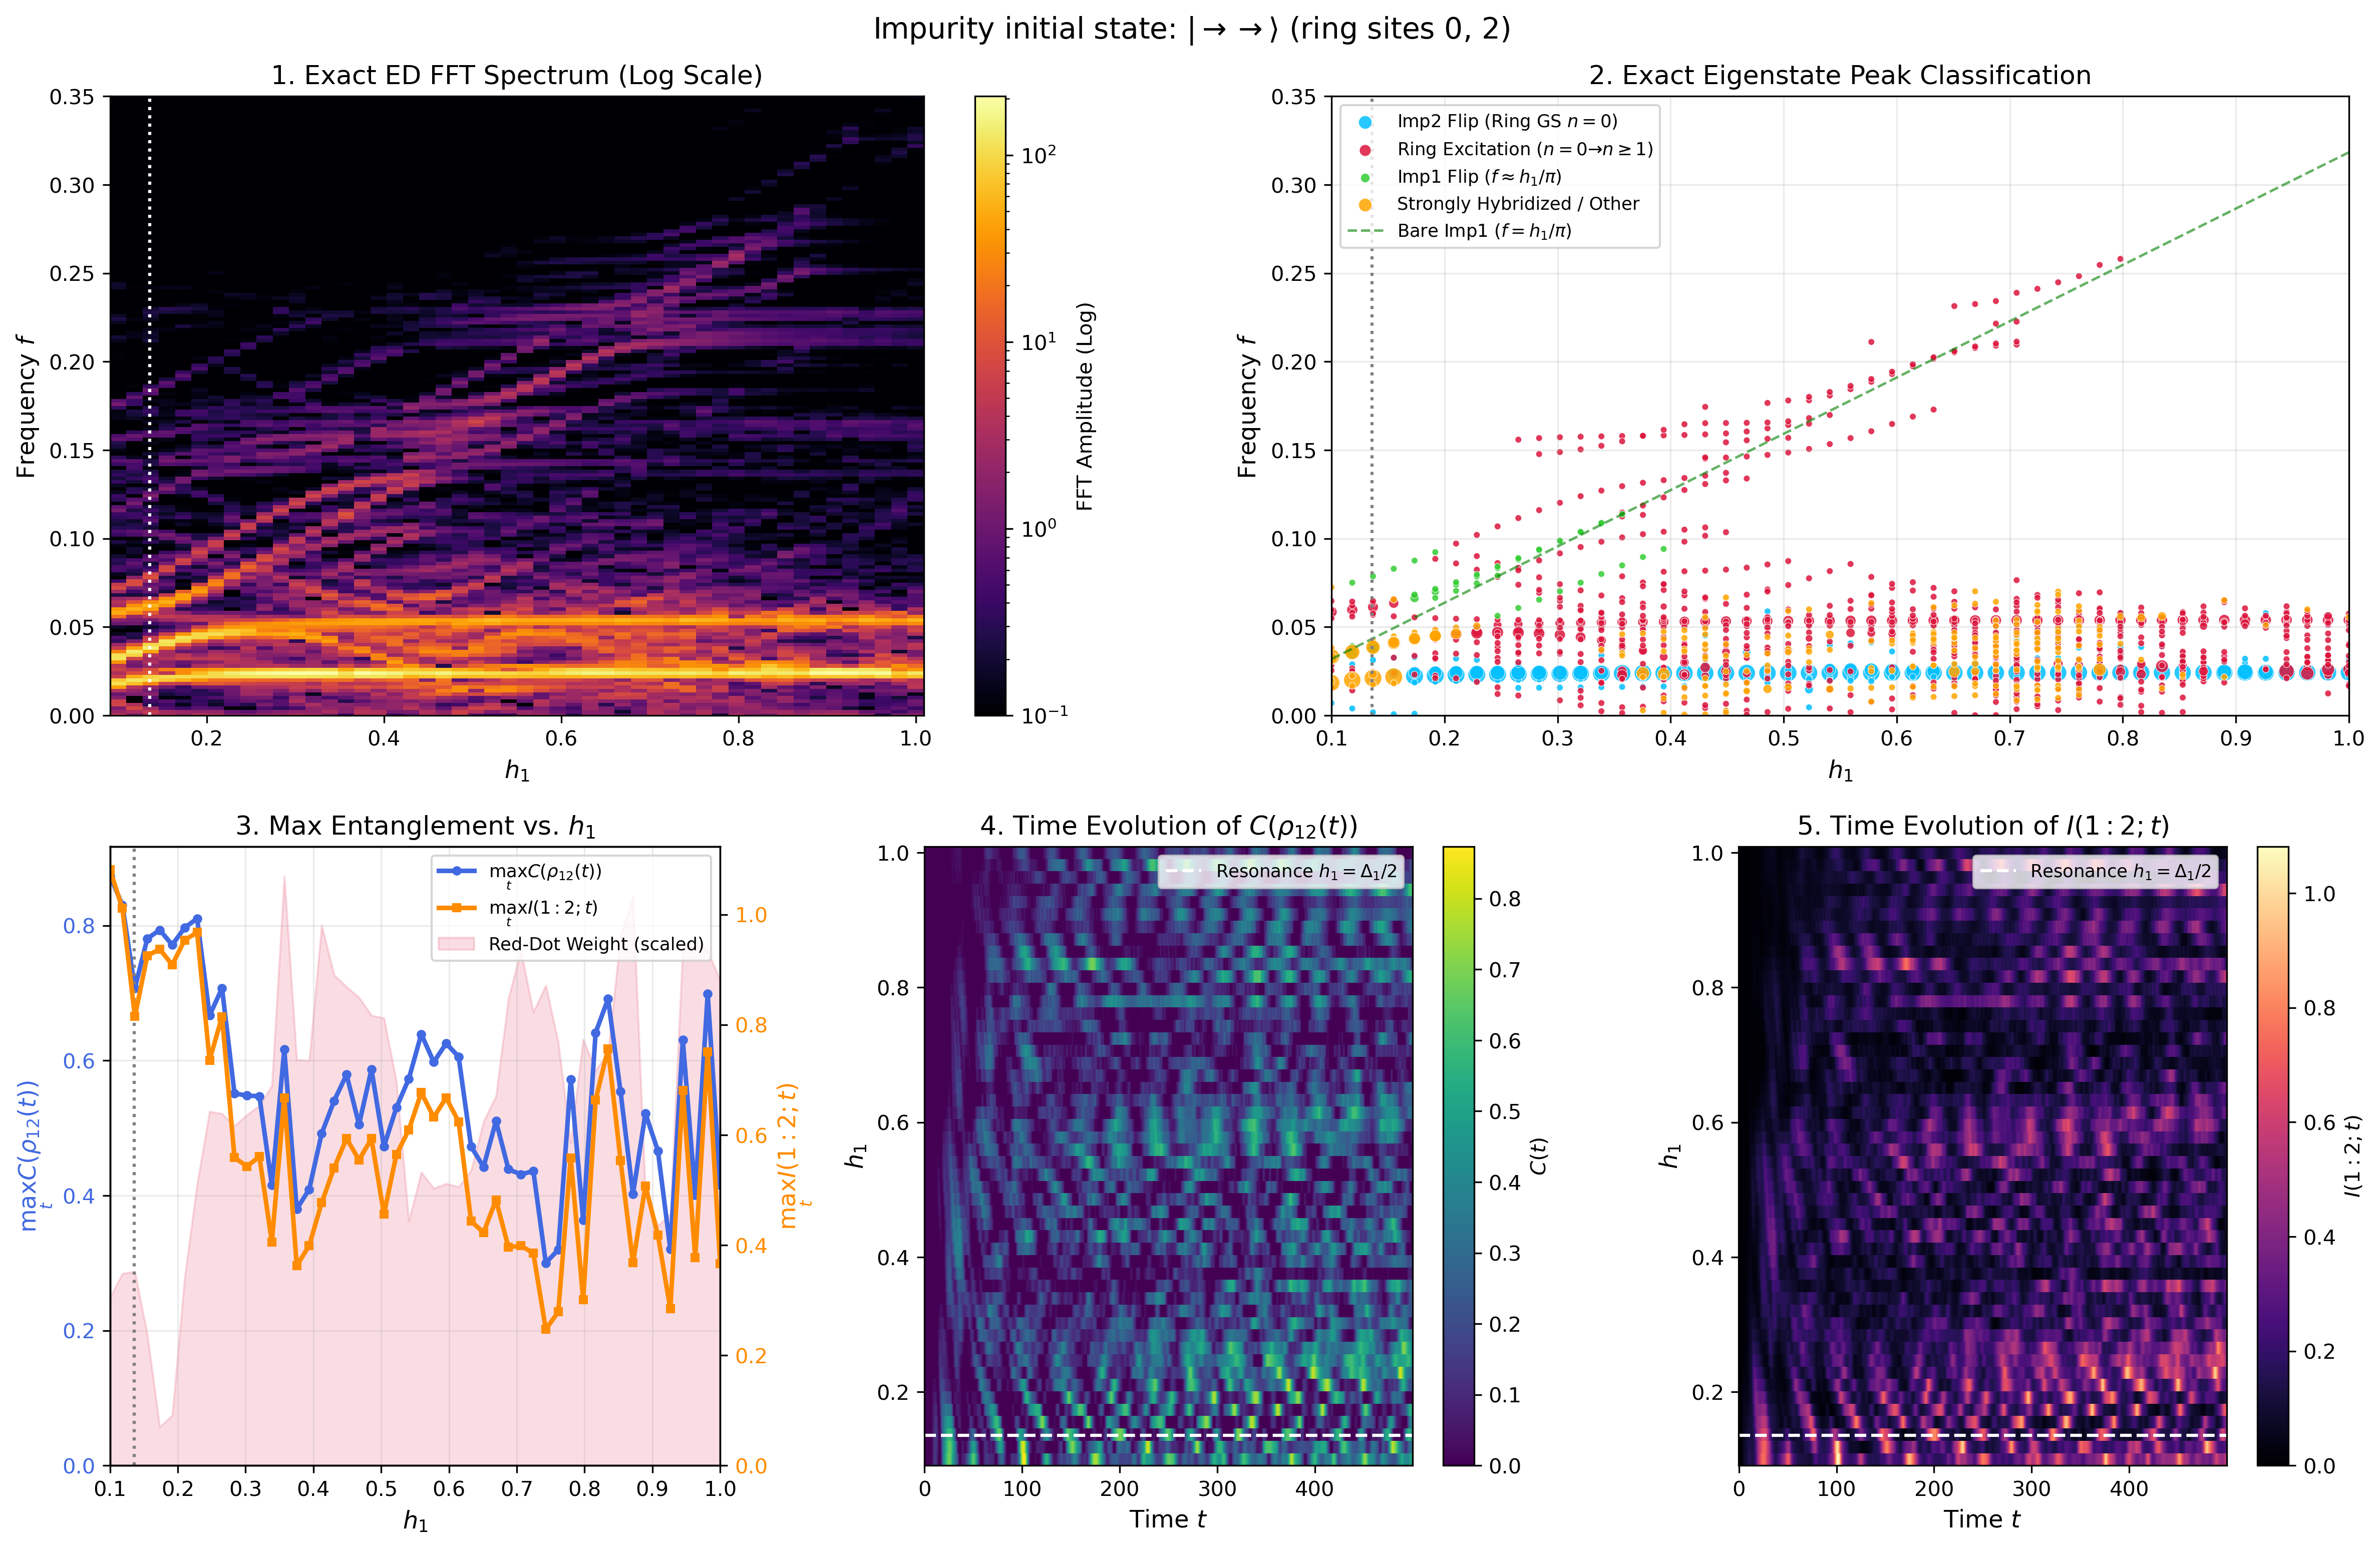 Impurity initial state: |→→⟩ (ring sites 0, 2)
1. Exact ED FFT Spectrum (Log Scale)
0.35
0.30
0.25
0.20
0.15
0.10
0.05
0.00
Frequency f
0.2 0.4 0.6 0.8 1.0
h₁
10²
10¹
10⁰
10⁻¹
FFT Amplitude (Log)
2. Exact Eigenstate Peak Classification
Imp2 Flip (Ring GS n = 0)
Ring Excitation (n = 0→n ≥ 1)
Imp1 Flip (f ≈ h₁/π)
Strongly Hybridized / Other
Bare Imp1 (f = h₁/π)
0.35
0.30
0.25
0.20
0.15
0.10
0.05
0.00
Frequency f
0.1 0.2 0.3 0.4 0.5 0.6 0.7 0.8 0.9 1.0
h₁
3. Max Entanglement vs. h₁
max C(ρ₁₂(t))
t
max I(1 : 2; t)
t
Red-Dot Weight (scaled)
0.8
0.6
0.4
0.2
0.0
max C(ρ₁₂(t))
t
1.0
0.8
0.6
0.4
0.2
0.0
max I(1 : 2; t)
t
0.1 0.2 0.3 0.4 0.5 0.6 0.7 0.8 0.9 1.0
h₁
4. Time Evolution of C(ρ₁₂(t))
Resonance h₁ = Δ₁/2
1.0
0.8
0.6
0.4
0.2
h₁
0 100 200 300 400
Time t
0.8
0.7
0.6
0.5
0.4
0.3
0.2
0.1
0.0
C(t)
5. Time Evolution of I(1 : 2; t)
Resonance h₁ = Δ₁/2
1.0
0.8
0.6
0.4
0.2
h₁
0 100 200 300 400
Time t
1.0
0.8
0.6
0.4
0.2
0.0
I(1 : 2; t)